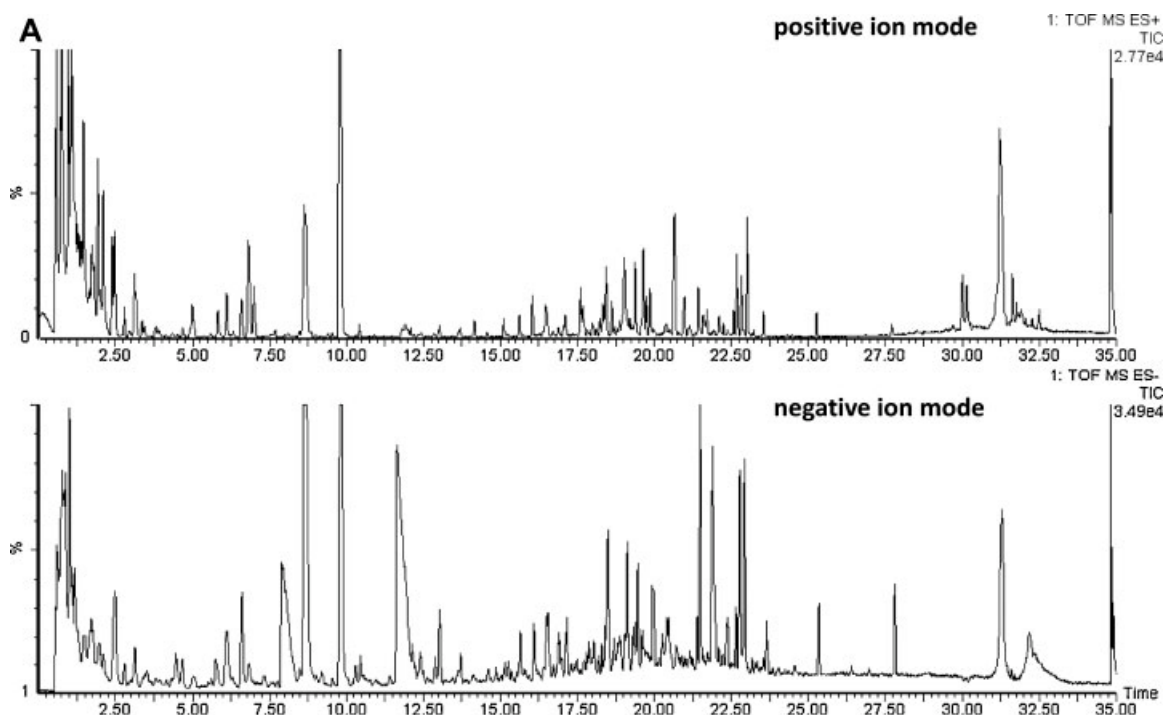 A
positive ion mode
1: TOF MS ES+
TIC
2.77e4
%
0
2.50 5.00 7.50 10.00 12.50 15.00 17.50 20.00 22.50 25.00 27.50 30.00 32.50 35.00
1: TOF MS ES-
TIC
3.49e4
negative ion mode
%
1
Time
2.50 5.00 7.50 10.00 12.50 15.00 17.50 20.00 22.50 25.00 27.50 30.00 32.50 35.00